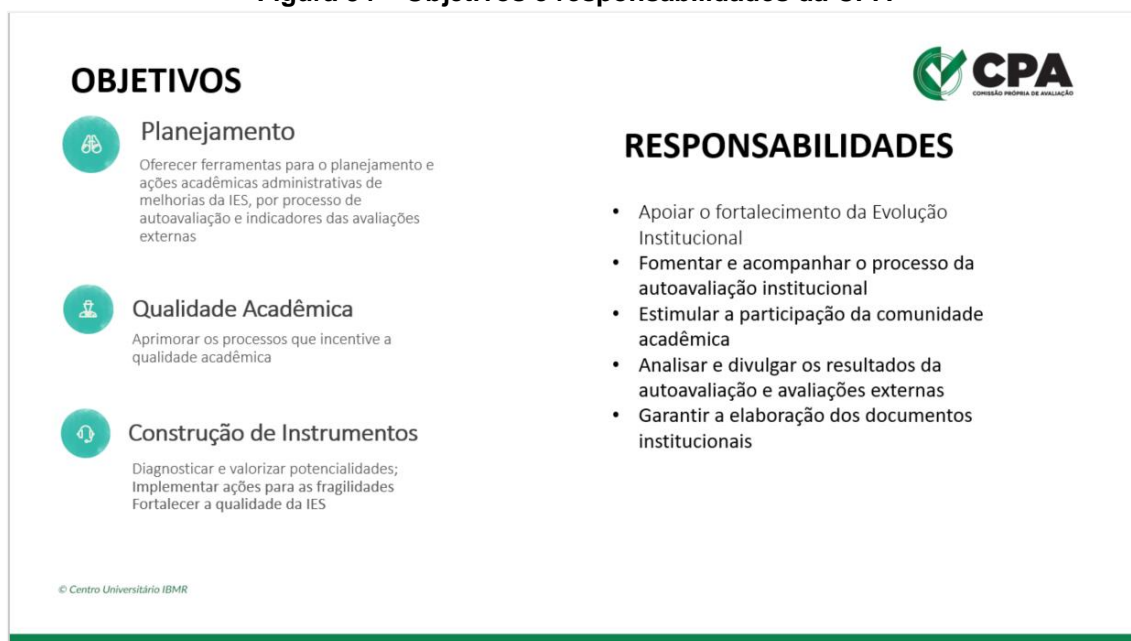 OBJETIVOS
Planejamento
Oferecer ferramentas para o planejamento e
ações acadêmicas administrativas de
melhorias da IES, por processo de
autoavaliação e indicadores das avaliações
externas
Qualidade Acadêmica
Aprimorar os processos que incentive a
qualidade acadêmica
Construção de Instrumentos
Diagnosticar e valorizar potencialidades;
Implementar ações para as fragilidades
Fortalecer a qualidade da IES
© Centro Universitário IBMR
CPA
COMISSÃO PRÓPRIA DE AVALIAÇÃO
RESPONSABILIDADES
• Apoiar o fortalecimento da Evolução
Institucional
• Fomentar e acompanhar o processo da
autoavaliação institucional
• Estimular a participação da comunidade
acadêmica
• Analisar e divulgar os resultados da
autoavaliação e avaliações externas
• Garantir a elaboração dos documentos
institucionais